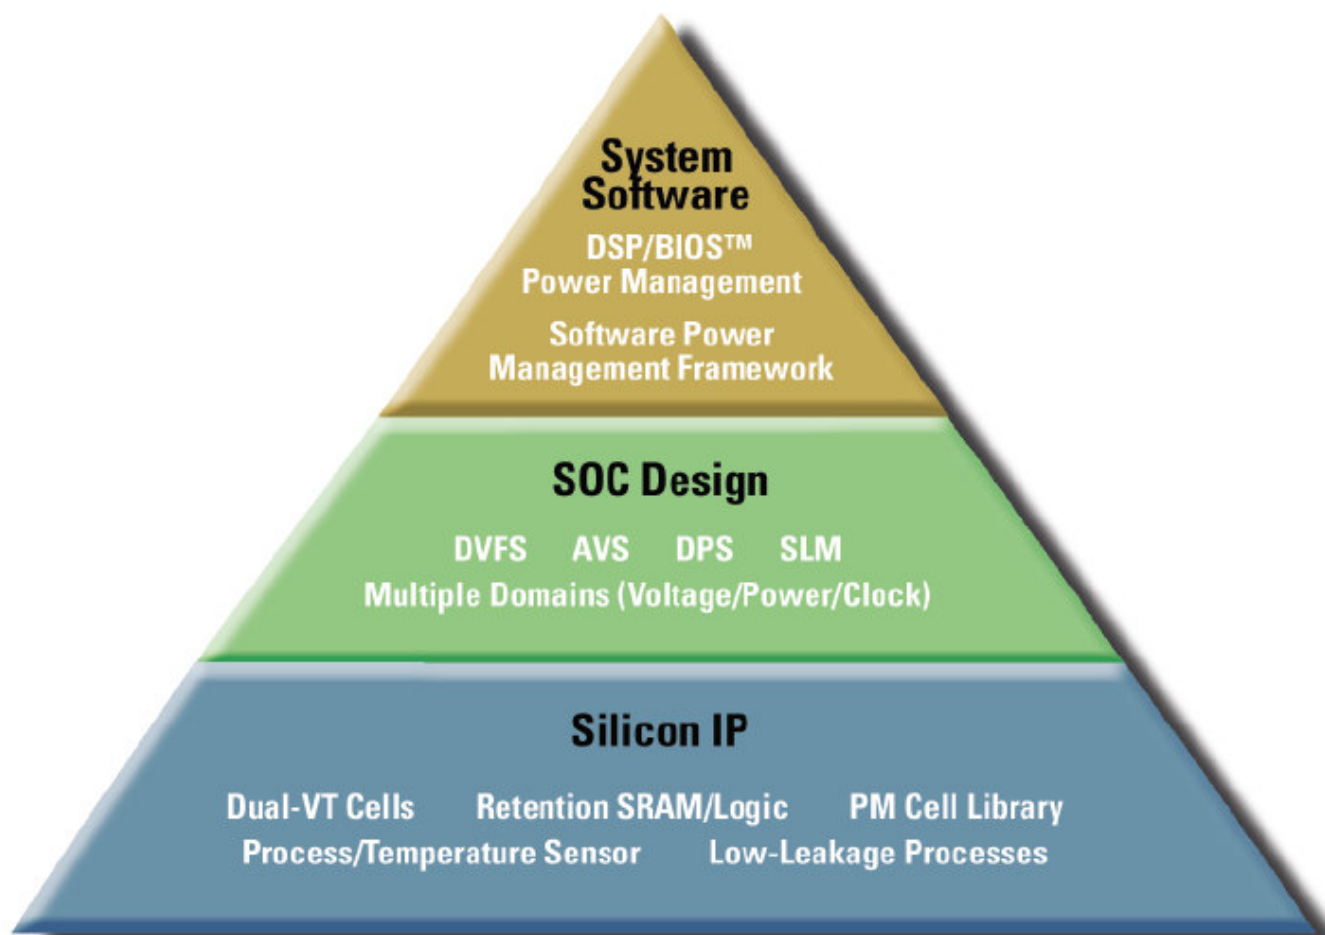 System
Software
DSP/BIOS™
Power Management
Software Power
Management Framework
SOC Design
DVFS AVS DPS SLM
Multiple Domains (Voltage/Power/Clock)
Silicon IP
Dual-VT Cells Retention SRAM/Logic PM Cell Library
Process/Temperature Sensor Low-Leakage Processes